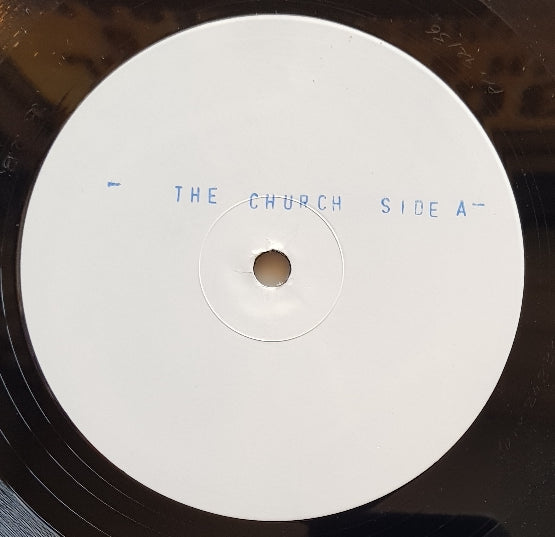 - THE CHURCH SIDE A-